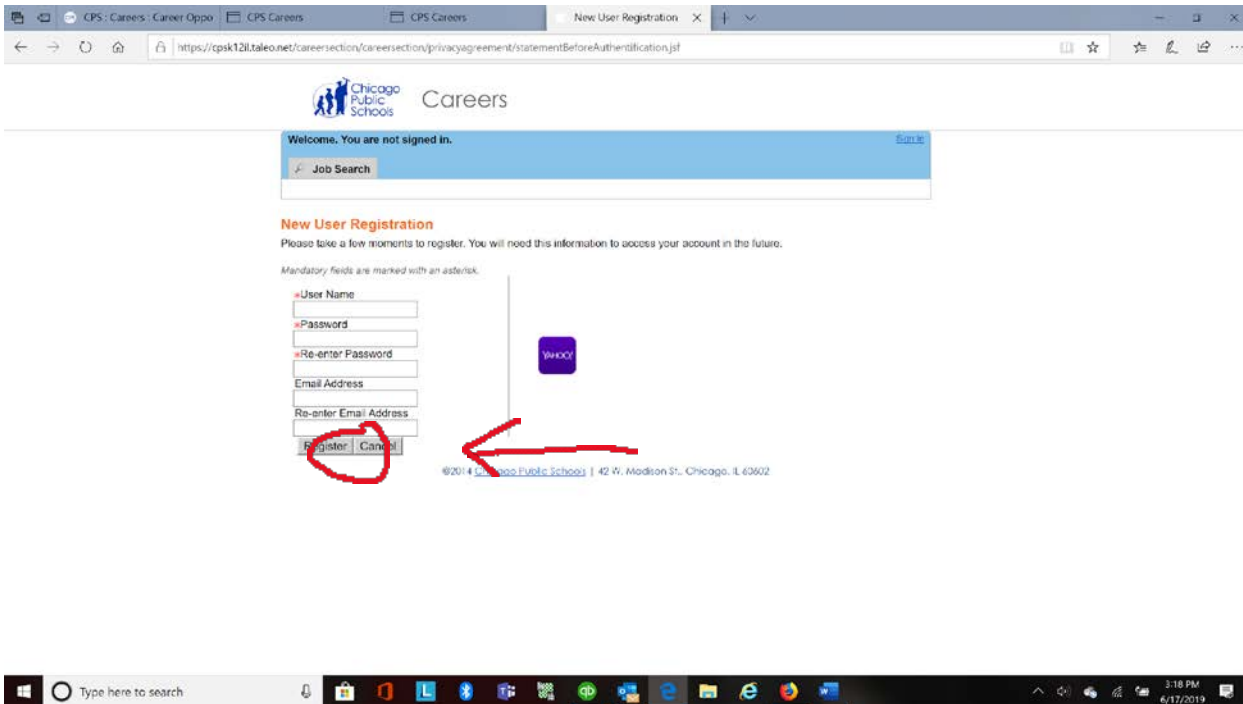 CPS : Careers : Career Oppo
CPS Careers
CPS Careers
New User Registration
https://cpsk12il.taleo.net/careersection/careersection/privacyagreement/statementBeforeAuthentification.jsf
Chicago
Public
Schools
Careers
Welcome. You are not signed in.
Sign In
Job Search
New User Registration
Please take a few moments to register. You will need this information to access your account in the future.
Mandatory fields are marked with an asterisk.
*User Name
*Password
*Re-enter Password
Email Address
Re-enter Email Address
YAHOO!
Register Cancel
©2014 Chicago Public Schools | 42 W. Madison St., Chicago, IL 60602
Type here to search
3:18 PM
6/17/2019